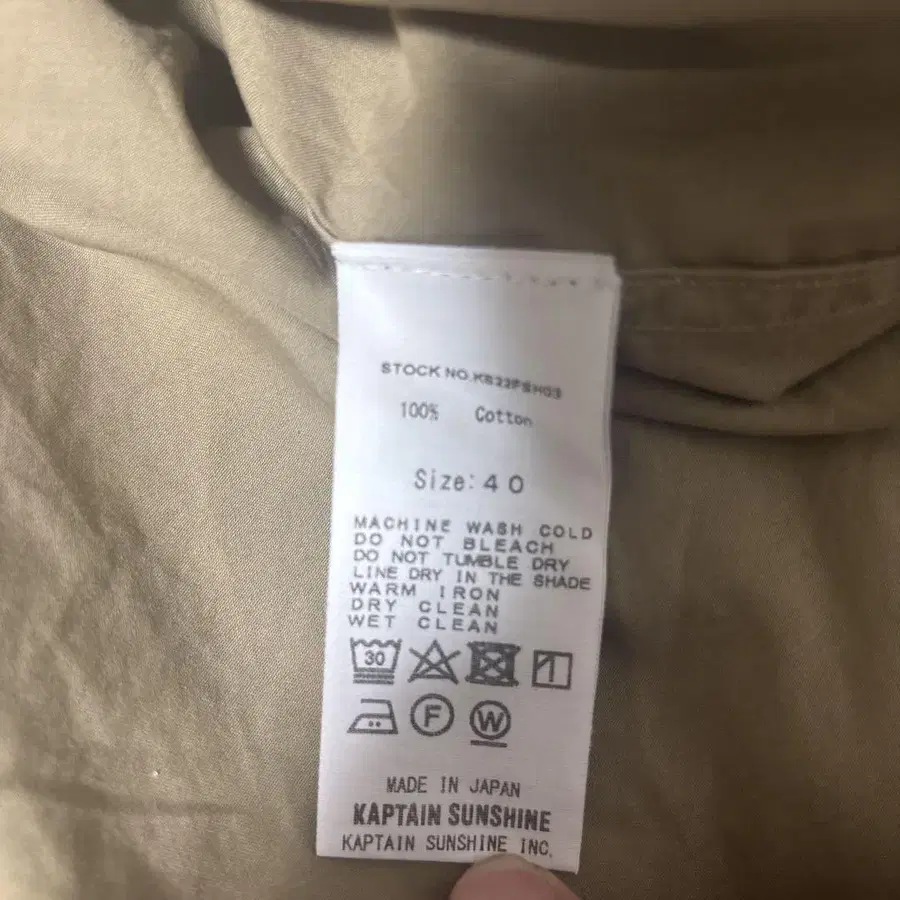 STOCK NO.KS22FSH03
100% Cotton
Size: 40
MACHINE WASH COLD
DO NOT BLEACH
DO NOT TUMBLE DRY
LINE DRY IN THE SHADE
WARM IRON
DRY CLEAN
WET CLEAN
30
F W
MADE IN JAPAN
KAPTAIN SUNSHINE
KAPTAIN SUNSHINE INC.